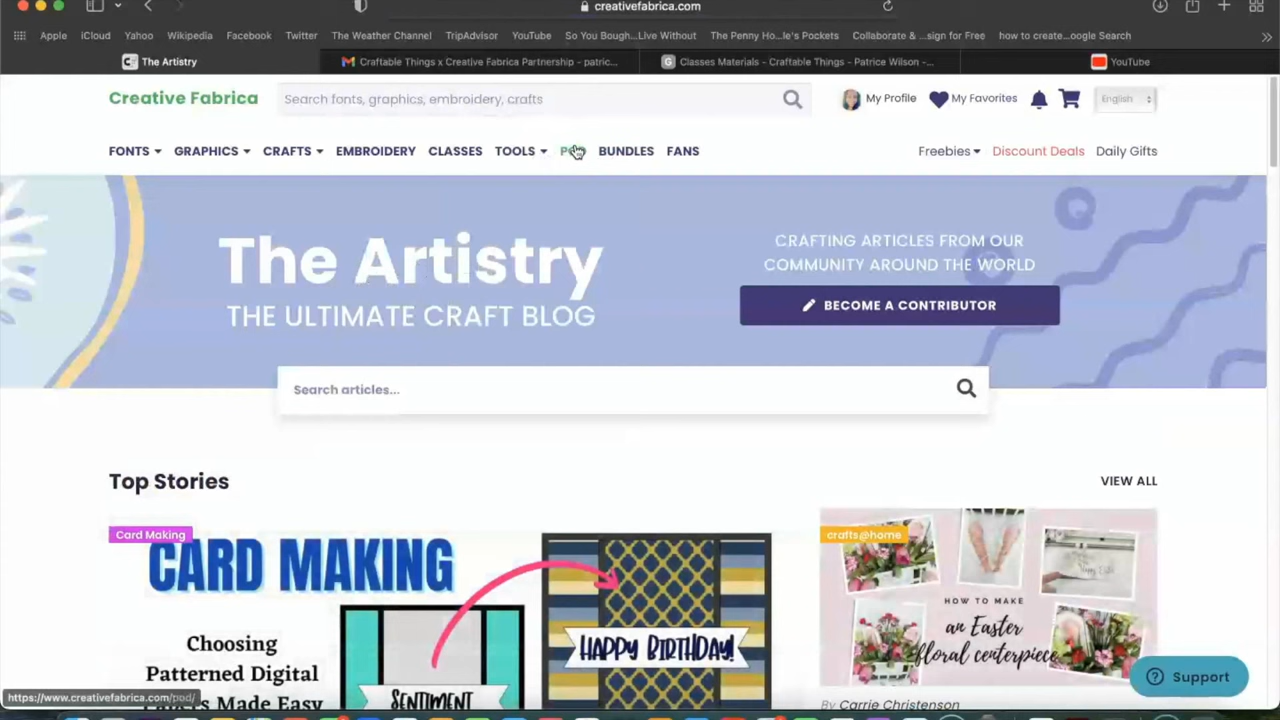 creativefabrica.com
Apple iCloud Yahoo Wikipedia Facebook Twitter The Weather Channel TripAdvisor YouTube So You Bough...Live Without The Penny Ho...le's Pockets Collaborate &...sign for Free how to create...oogle Search
The Artistry
Craftable Things x Creative Fabrica Partnership - patric...
Classes Materials - Craftable Things - Patrice Wilson -...
YouTube
Creative Fabrica
Search fonts, graphics, embroidery, crafts
My Profile
My Favorites
English
FONTS GRAPHICS CRAFTS EMBROIDERY CLASSES TOOLS BUNDLES FANS
Freebies Discount Deals Daily Gifts
The Artistry
THE ULTIMATE CRAFT BLOG
CRAFTING ARTICLES FROM OUR
COMMUNITY AROUND THE WORLD
BECOME A CONTRIBUTOR
Search articles...
Top Stories
VIEW ALL
Card Making
CARD MAKING
Choosing
Patterned Digital
Made Easy
SENTIMENT
HAPPY BIRTHDAY!
crafts@home
HOW TO MAKE
an Easter
floral centerpiece
By Carrie Christenson
Support
https://www.creativefabrica.com/pod/